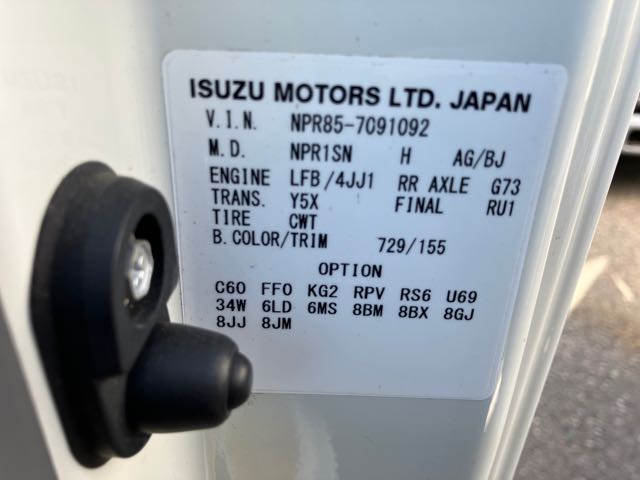 ISUZU MOTORS LTD. JAPAN
V.I.N. NPR85-7091092
M.D. NPR1SN H AG/BJ
ENGINE LFB/4JJ1 RR AXLE G73
TRANS. Y5X FINAL RU1
TIRE CWT
B.COLOR/TRIM 729/155
OPTION
C60 FF0 KG2 RPV RS6 U69
34W 6LD 6MS 8BM 8BX 8GJ
8JJ 8JM